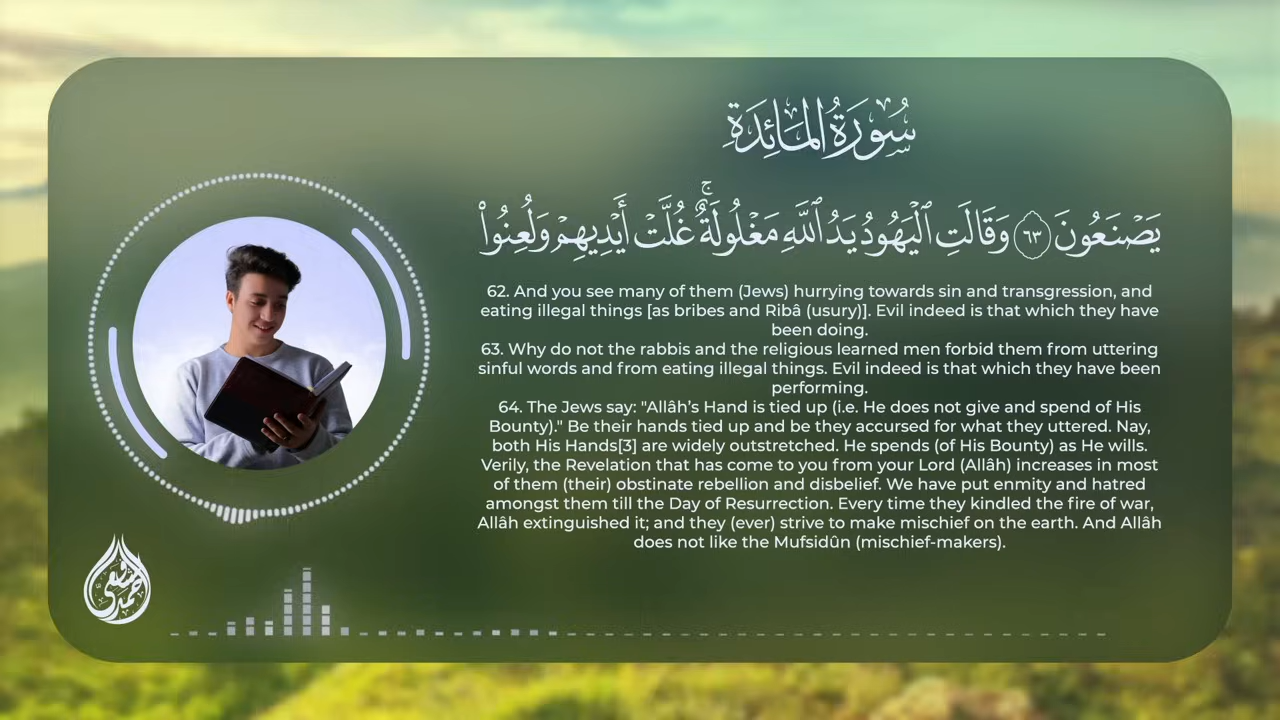 سُورَةُ المَائِدَةِ
يَصْنَعُونَ ٦٣ وَقَالَتِ ٱلْيَهُودُ يَدُ ٱللَّهِ مَغْلُولَةٌ ۚ غُلَّتْ أَيْدِيهِمْ وَلُعِنُوا۟
62. And you see many of them (Jews) hurrying towards sin and transgression, and
eating illegal things [as bribes and Ribâ (usury)]. Evil indeed is that which they have
been doing.
63. Why do not the rabbis and the religious learned men forbid them from uttering
sinful words and from eating illegal things. Evil indeed is that which they have been
performing.
64. The Jews say: "Allâh’s Hand is tied up (i.e. He does not give and spend of His
Bounty)." Be their hands tied up and be they accursed for what they uttered. Nay,
both His Hands[3] are widely outstretched. He spends (of His Bounty) as He wills.
Verily, the Revelation that has come to you from your Lord (Allâh) increases in most
of them (their) obstinate rebellion and disbelief. We have put enmity and hatred
amongst them till the Day of Resurrection. Every time they kindled the fire of war,
Allâh extinguished it; and they (ever) strive to make mischief on the earth. And Allâh
does not like the Mufsidûn (mischief-makers).